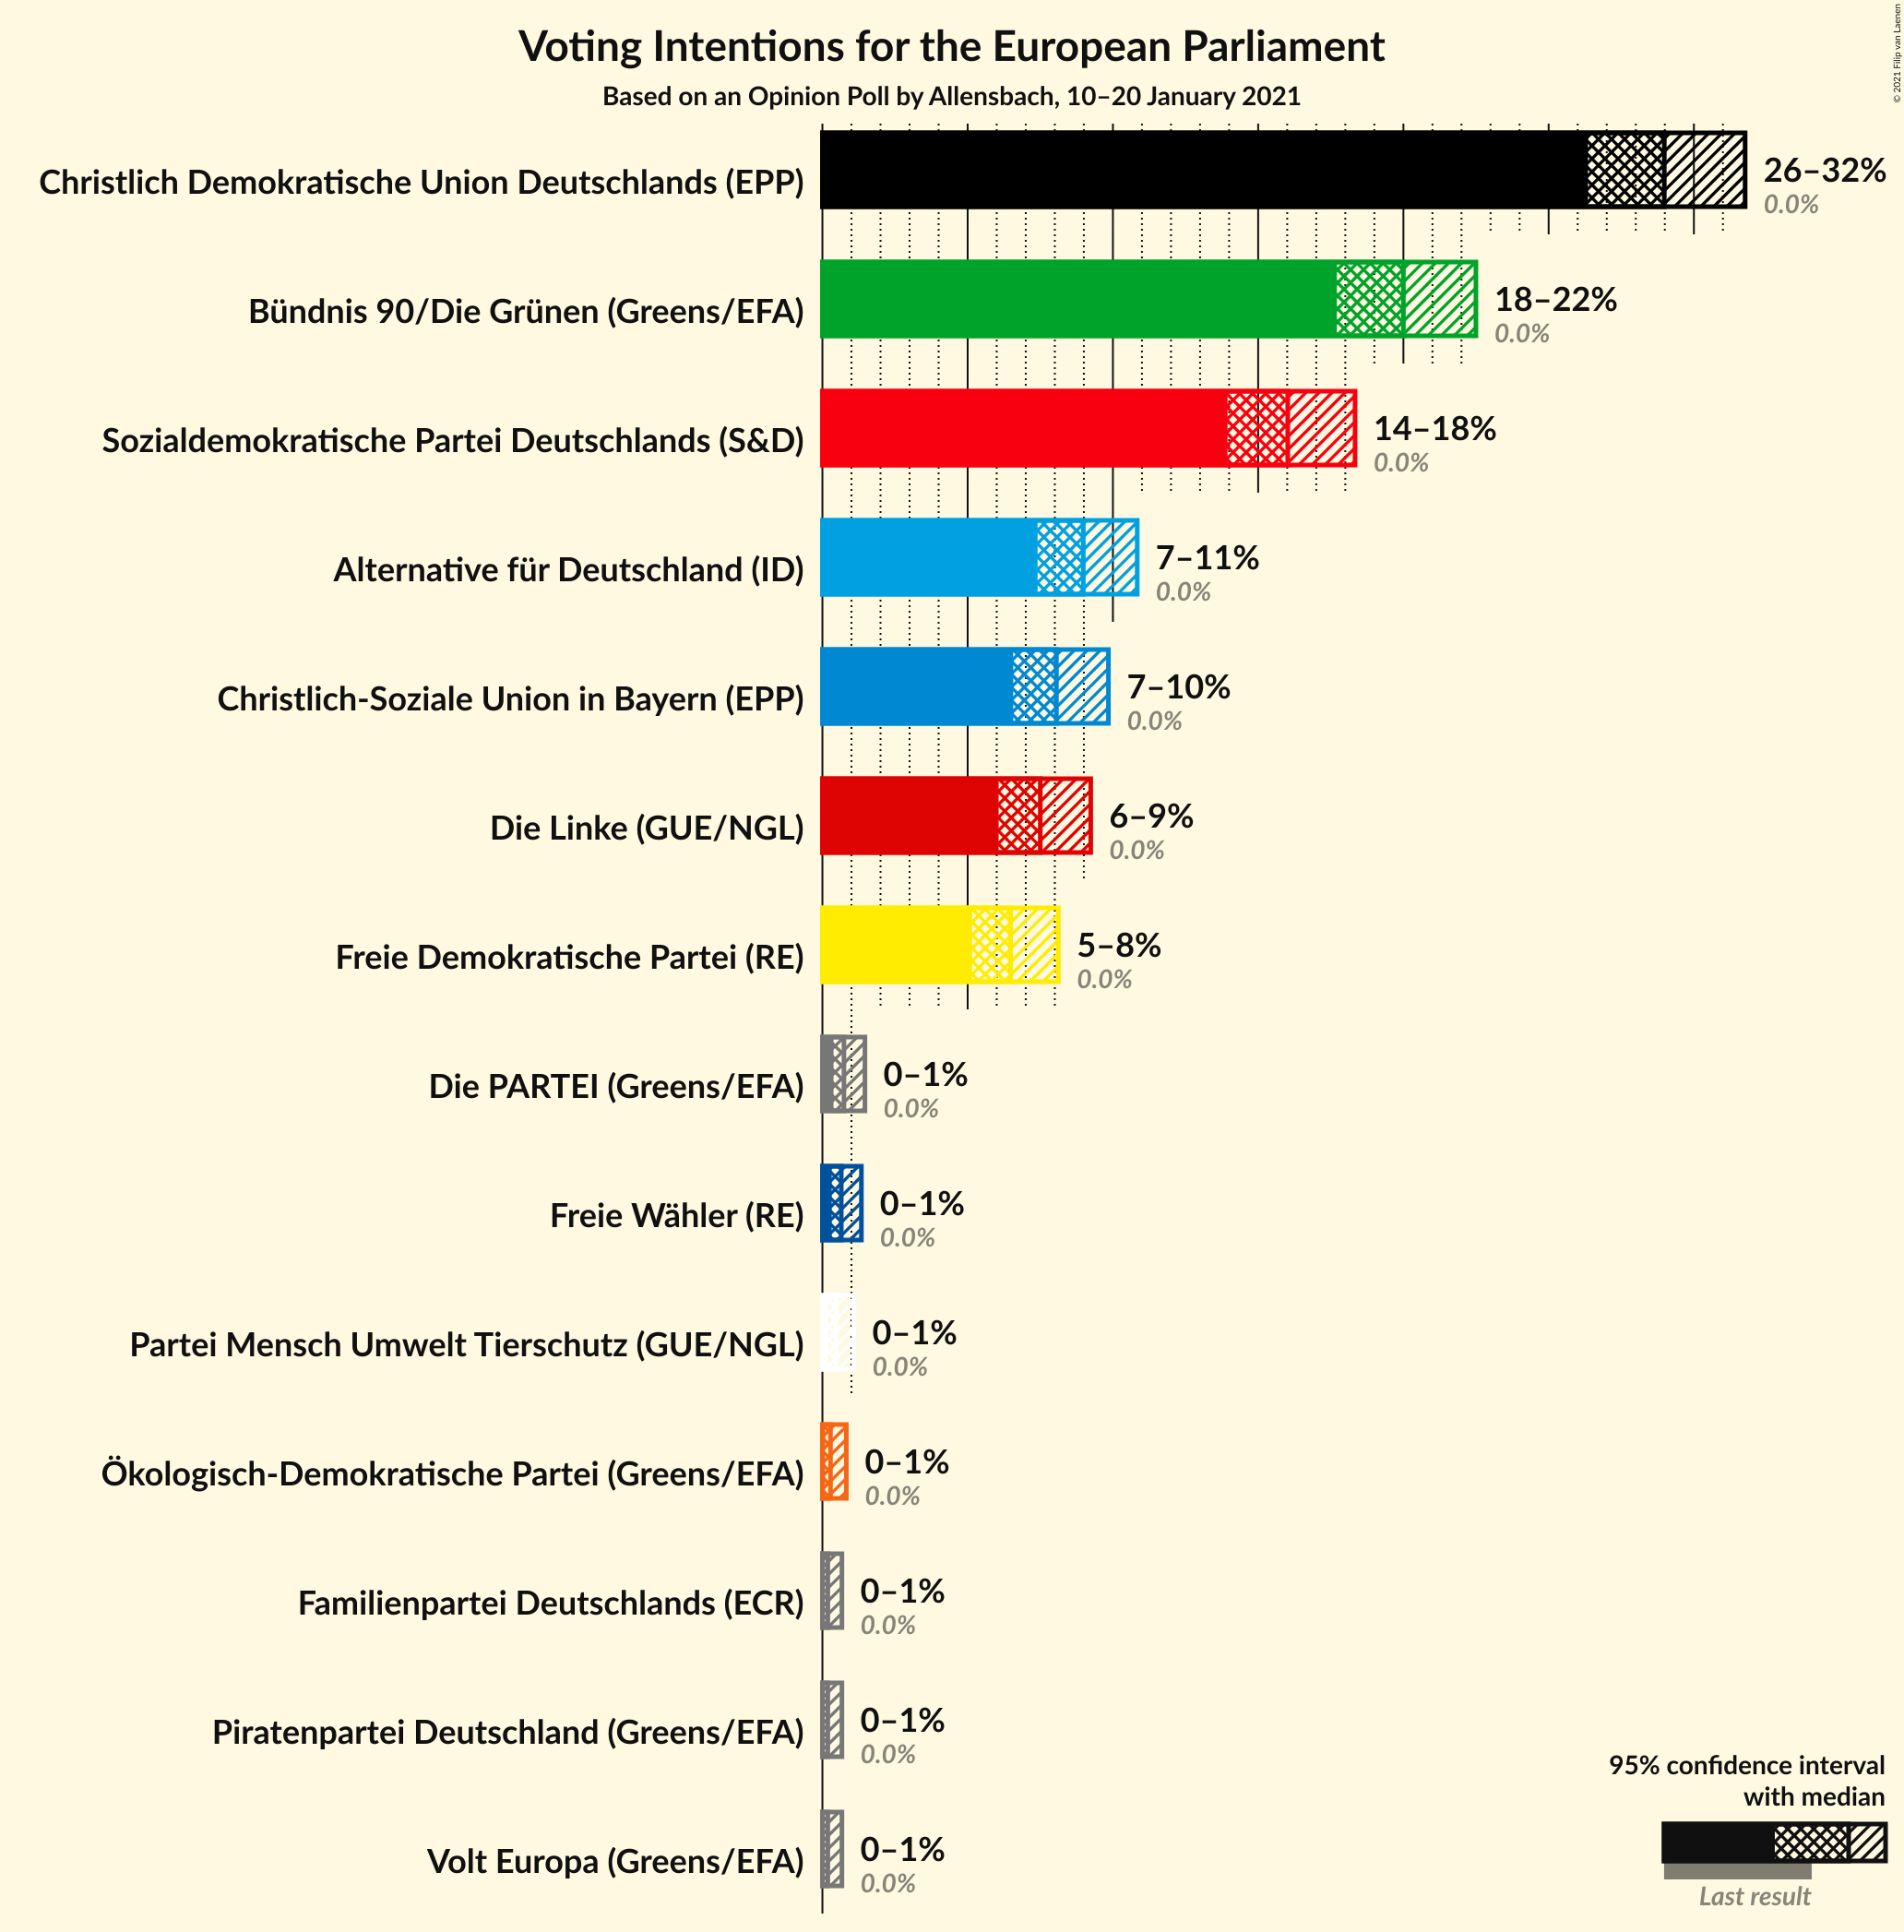 © 2021 Filip van Laenen
Voting Intentions for the European Parliament
Based on an Opinion Poll by Allensbach, 10–20 January 2021
Christlich Demokratische Union Deutschlands (EPP)
26–32%
0.0%
Bündnis 90/Die Grünen (Greens/EFA)
18–22%
0.0%
Sozialdemokratische Partei Deutschlands (S&D)
14–18%
0.0%
Alternative für Deutschland (ID)
7–11%
0.0%
Christlich-Soziale Union in Bayern (EPP)
7–10%
0.0%
Die Linke (GUE/NGL)
6–9%
0.0%
Freie Demokratische Partei (RE)
5–8%
0.0%
Die PARTEI (Greens/EFA)
0–1%
0.0%
Freie Wähler (RE)
0–1%
0.0%
Partei Mensch Umwelt Tierschutz (GUE/NGL)
0–1%
0.0%
Ökologisch-Demokratische Partei (Greens/EFA)
0–1%
0.0%
Familienpartei Deutschlands (ECR)
0–1%
0.0%
Piratenpartei Deutschland (Greens/EFA)
0–1%
0.0%
Volt Europa (Greens/EFA)
0–1%
0.0%
95% confidence interval
with median
Last result